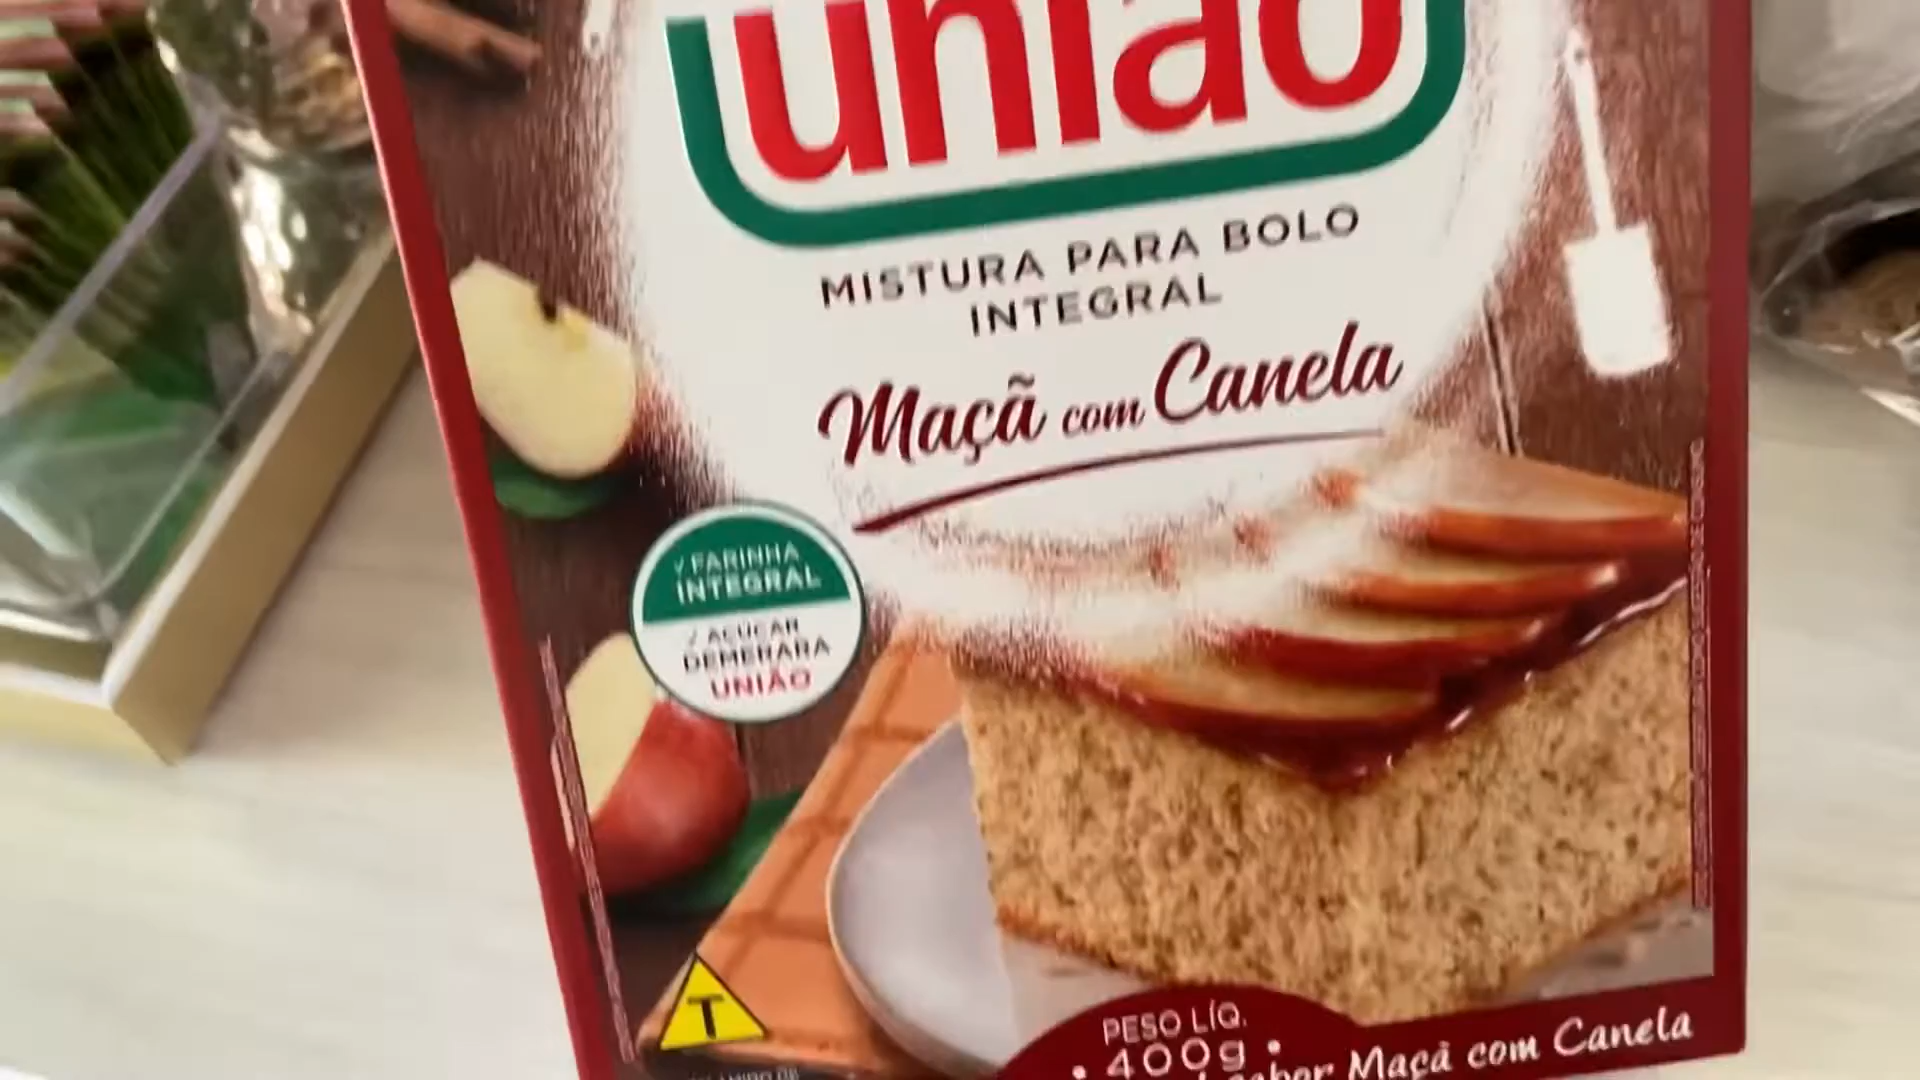 união
MISTURA PARA BOLO
INTEGRAL
Maçã com Canela
√ FARINHA
INTEGRAL
√ AÇÚCAR
DEMERARA
UNIÃO
T
PESO LÍQ.
• 400g •
sabor Maçã com Canela